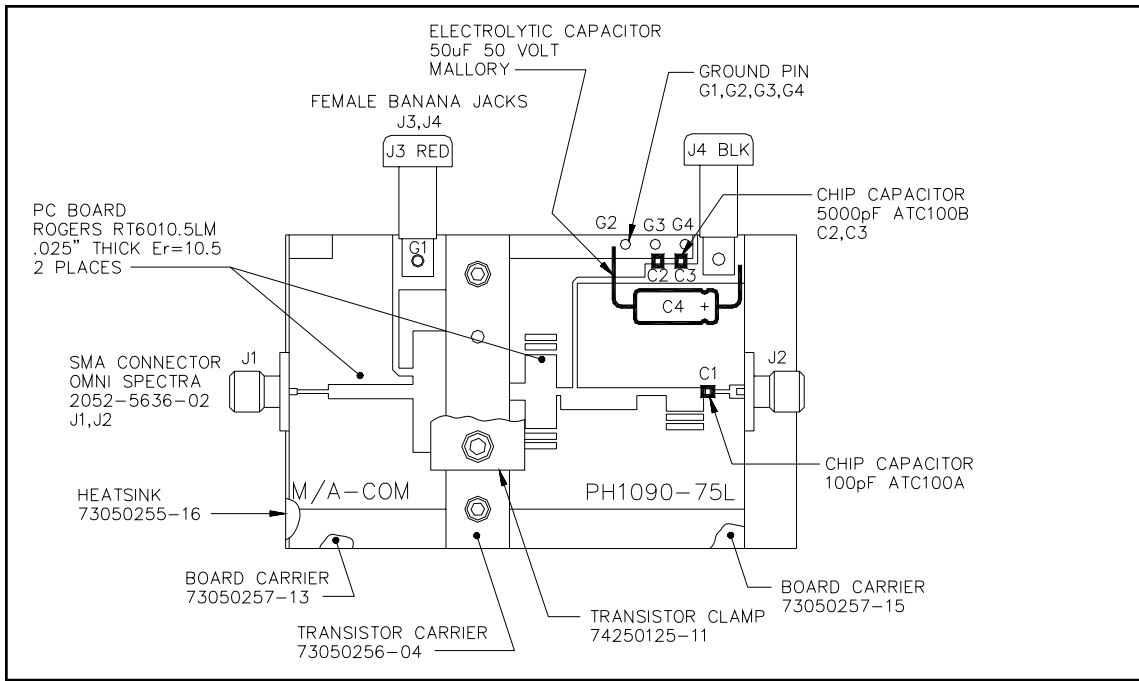 ELECTROLYTIC CAPACITOR
50uF 50 VOLT
MALLORY
GROUND PIN
G1,G2,G3,G4
FEMALE BANANA JACKS
J3,J4
J3 RED
J4 BLK
CHIP CAPACITOR
5000pF ATC100B
C2,C3
PC BOARD
ROGERS RT6010.5LM
.025" THICK Er=10.5
2 PLACES
G2
G3
G4
G1
C2
C3
C4
+
SMA CONNECTOR
OMNI SPECTRA
2052-5636-02
J1,J2
J1
J2
C1
CHIP CAPACITOR
100pF ATC100A
M/A-COM
PH1090-75L
HEATSINK
73050255-16
BOARD CARRIER
73050257-13
BOARD CARRIER
73050257-15
TRANSISTOR CLAMP
74250125-11
TRANSISTOR CARRIER
73050256-04